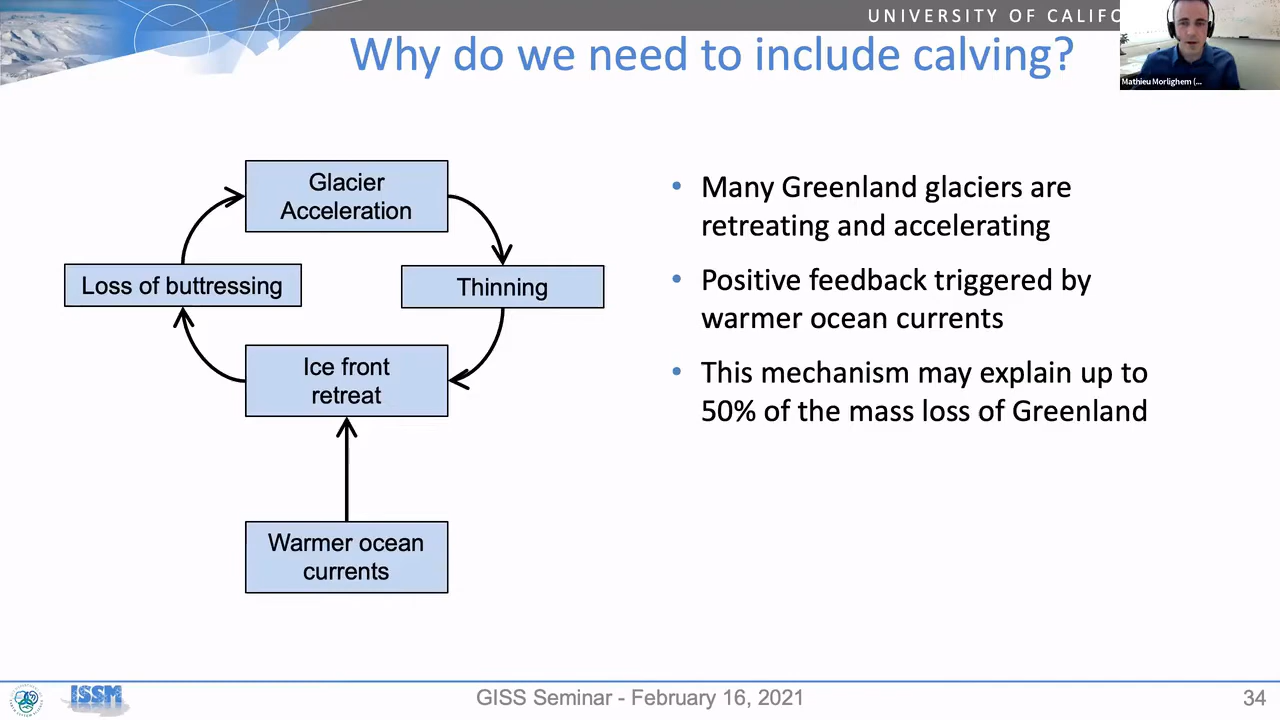 UNIVERSITY OF CALIFO
Why do we need to include calving?
Mathieu Morlighem (...
Glacier
Acceleration
Loss of buttressing
Thinning
Ice front
retreat
Warmer ocean
currents
• Many Greenland glaciers are
retreating and accelerating
• Positive feedback triggered by
warmer ocean currents
• This mechanism may explain up to
50% of the mass loss of Greenland
ISSM
GISS Seminar - February 16, 2021
34